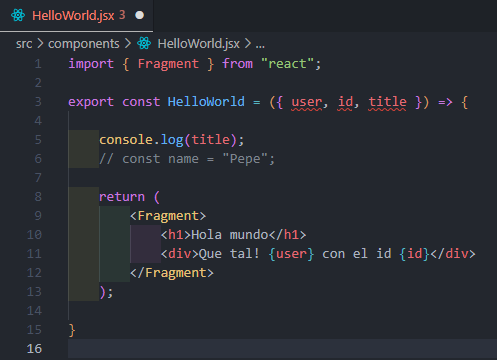 HelloWorld.jsx 3
src > components > HelloWorld.jsx > ...
1 import { Fragment } from "react";
2
3 export const HelloWorld = ({ user, id, title }) => {
4
5     console.log(title);
6     // const name = "Pepe";
7
8     return (
9         <Fragment>
10             <h1>Hola mundo</h1>
11             <div>Que tal! {user} con el id {id}</div>
12         </Fragment>
13     );
14
15 }
16